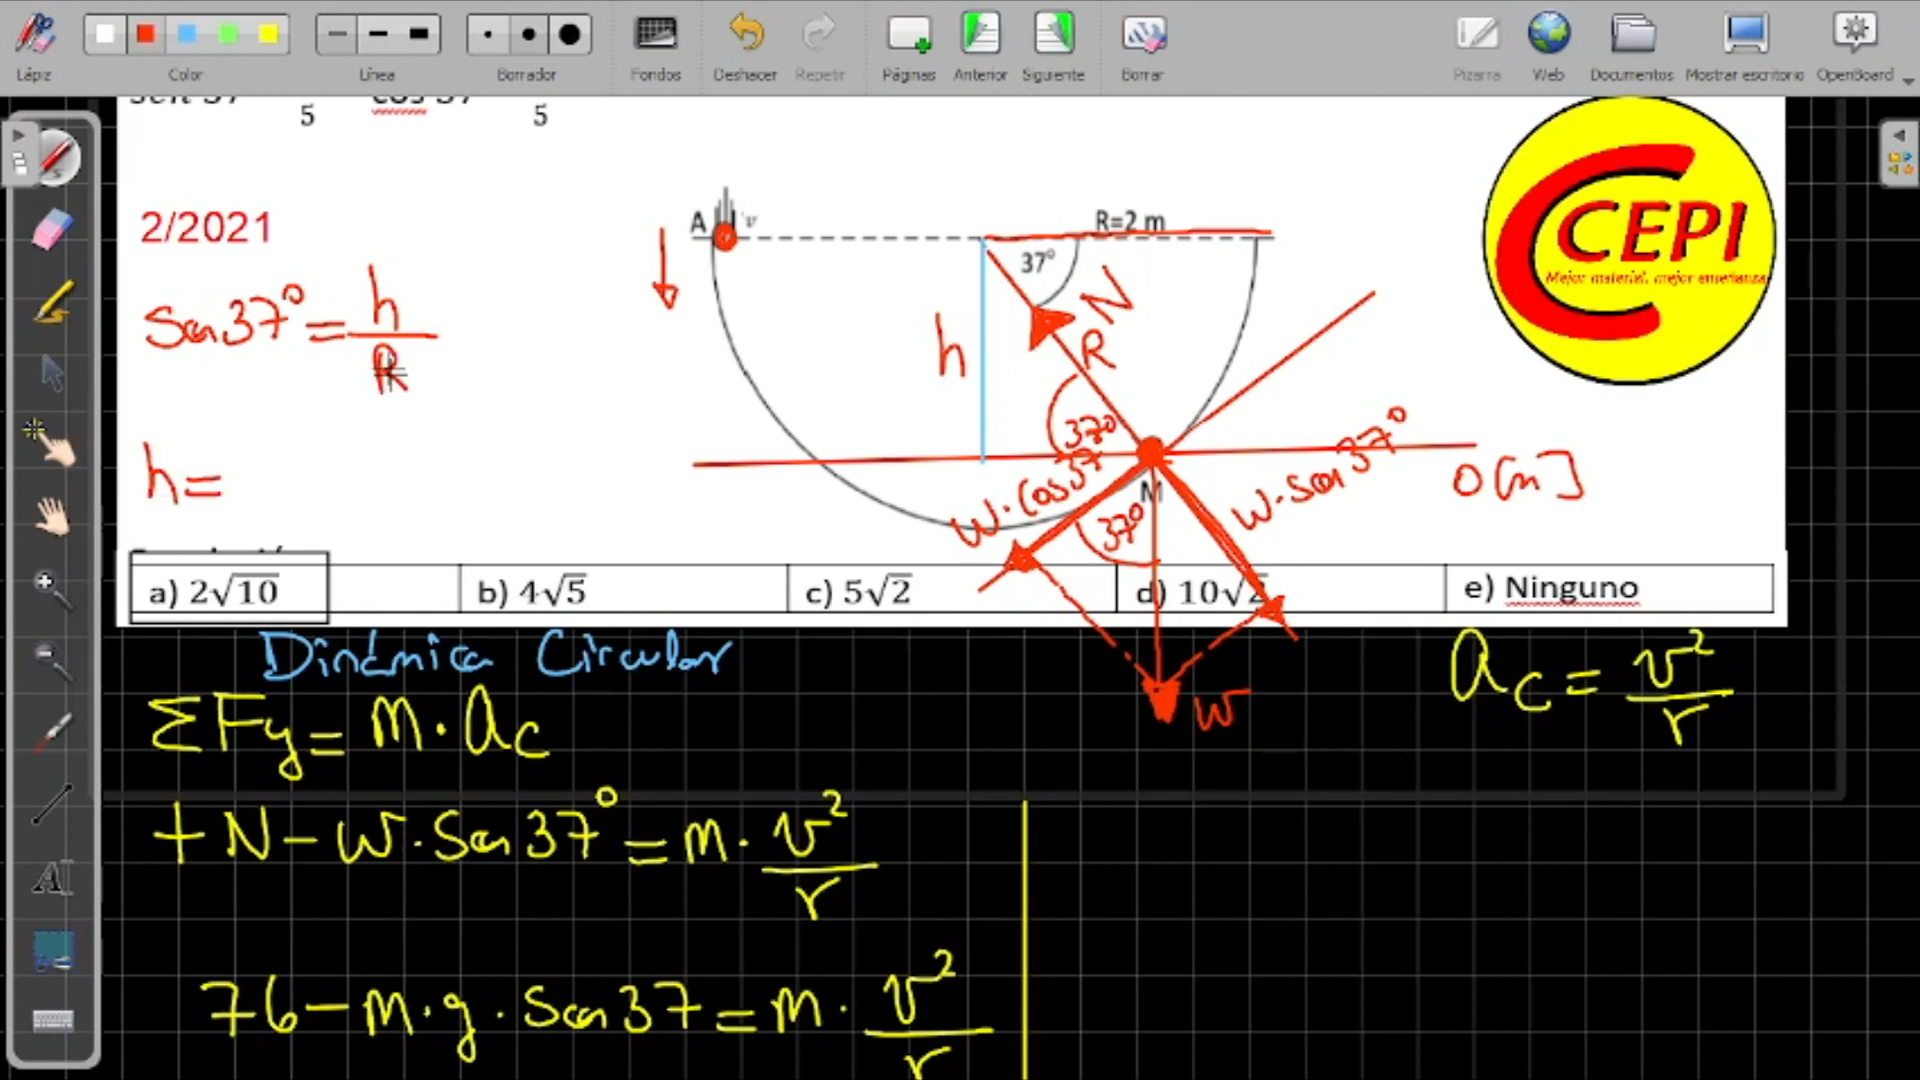 Lápiz
Color
Línea
Borrador
Fondos
Deshacer
Repetir
Páginas
Anterior
Siguiente
Borrar
Pizarra
Web
Documentos
Mostrar escritorio
OpenBoard
5
5
2/2021
A
v
R=2 m
37°
N
R
h
37°
M
37°
W·Cos37
W·Sen37°
W
0[m]
Sen37° = h/R
h=
CEPI
Mejor material, mejor enseñanza
a) 2√10
b) 4√5
c) 5√2
d) 10√2
e) Ninguno
Dinámica Circular
ΣFy = m·ac
ac = v²/r
+N − W·Sen37° = m·v²/r
76 − m·g·Sen37 = m·v²/r